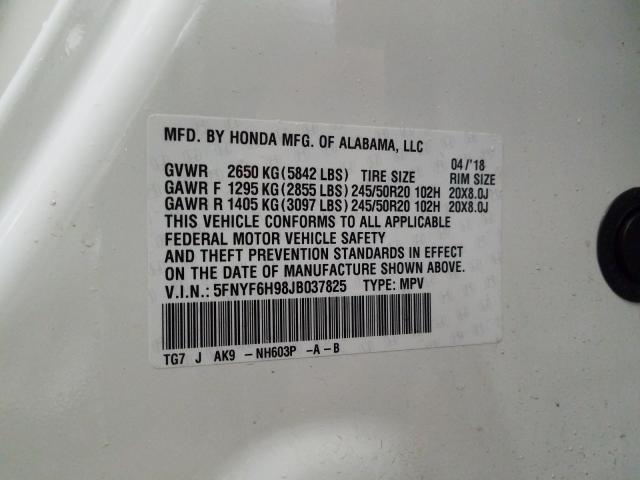 MFD. BY HONDA MFG. OF ALABAMA, LLC
04/'18
GVWR 2650 KG (5842 LBS) TIRE SIZE RIM SIZE
GAWR F 1295 KG (2855 LBS) 245/50R20 102H 20X8.0J
GAWR R 1405 KG (3097 LBS) 245/50R20 102H 20X8.0J
THIS VEHICLE CONFORMS TO ALL APPLICABLE
FEDERAL MOTOR VEHICLE SAFETY
AND THEFT PREVENTION STANDARDS IN EFFECT
ON THE DATE OF MANUFACTURE SHOWN ABOVE.
V.I.N.: 5FNYF6H98JB037825 TYPE: MPV
TG7 J AK9 -NH603P -A-B